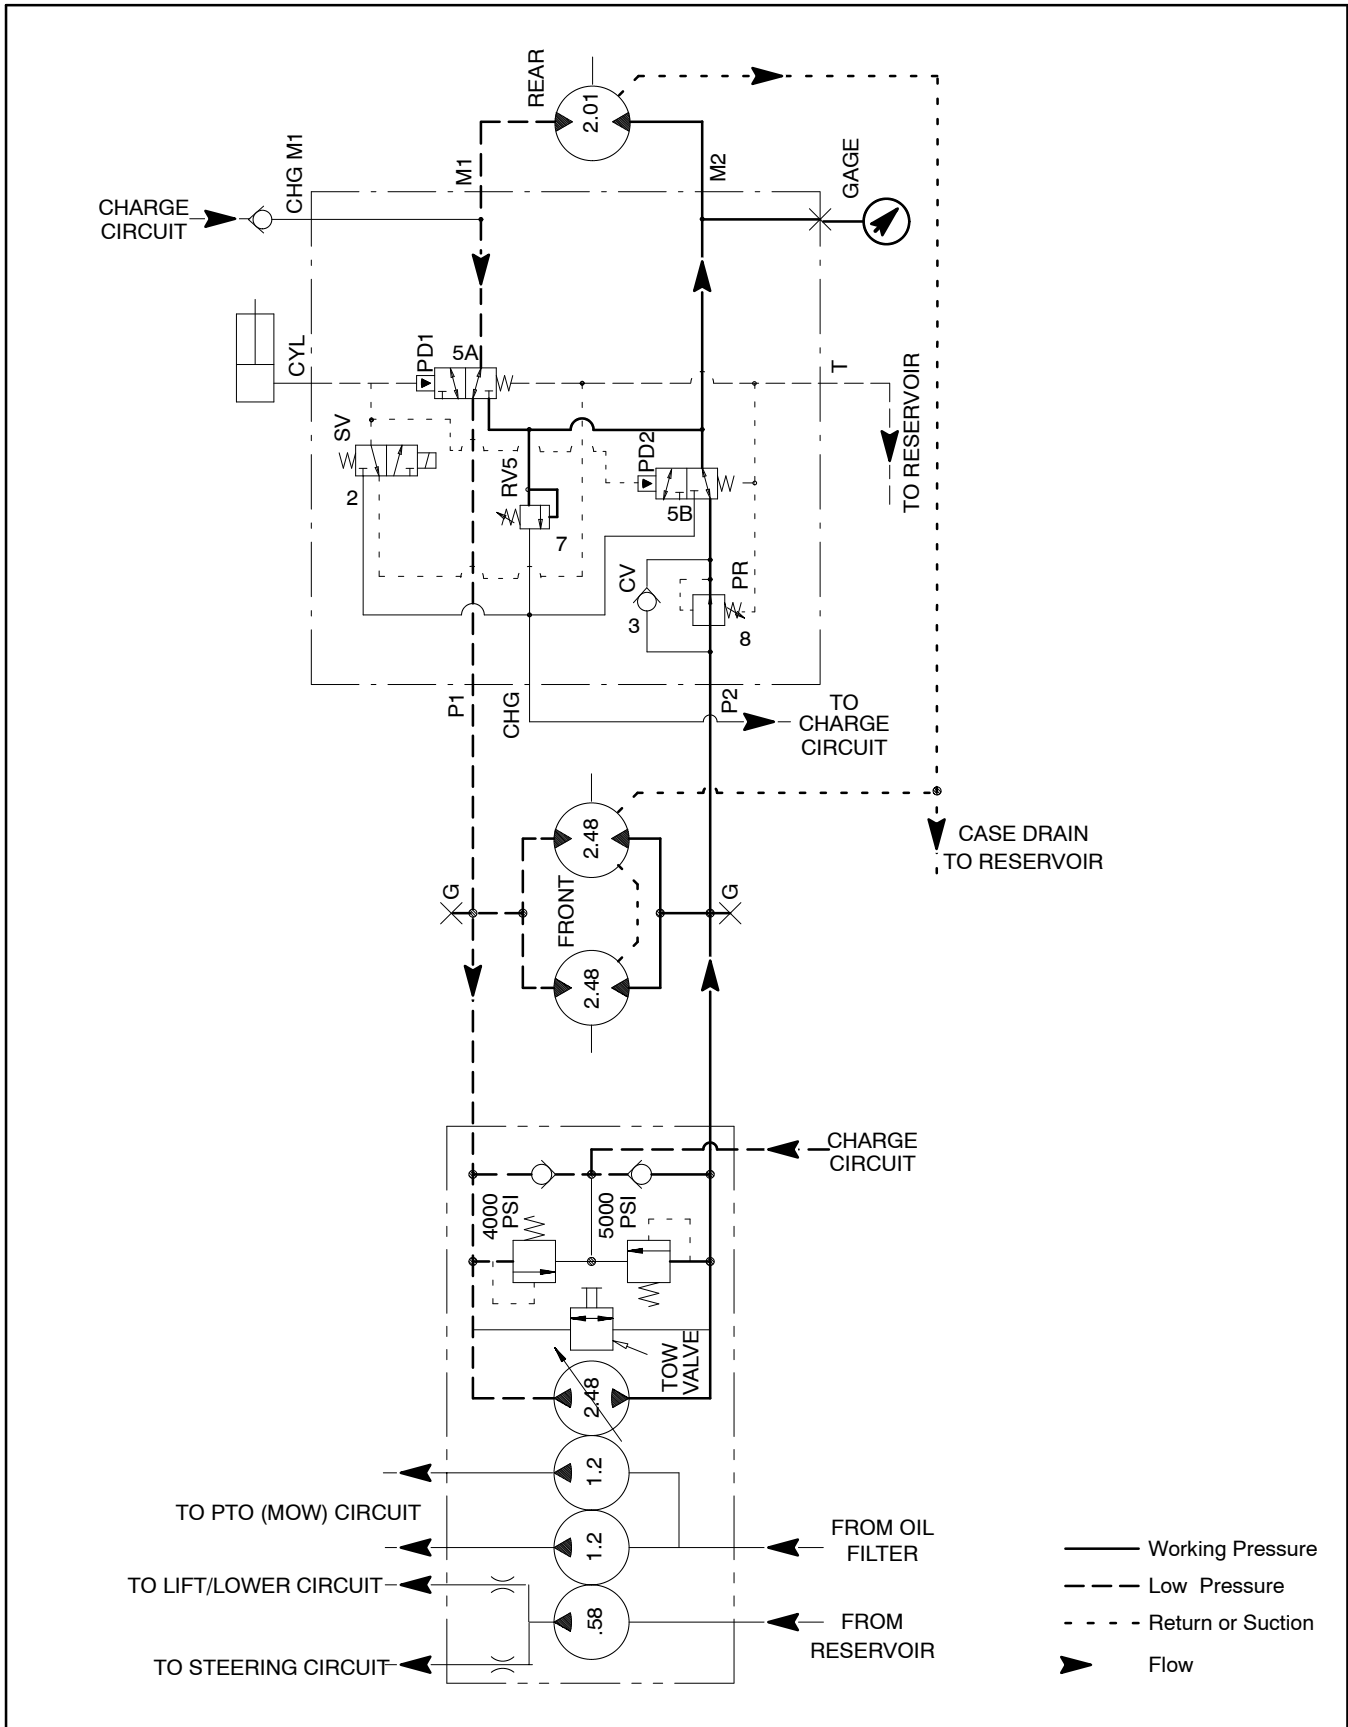 REAR
2.01
CHG M1
M1
M2
GAGE
CHARGE
CIRCUIT
CYL
PD1
5A
T
TO RESERVOIR
SV
2
RV5
7
PD2
5B
CV
3
PR
8
P1
CHG
P2
TO
CHARGE
CIRCUIT
2.48
CASE DRAIN
TO RESERVOIR
G
FRONT
G
2.48
CHARGE
CIRCUIT
4000
PSI
5000
PSI
TOW
VALVE
2.48
1.2
TO PTO (MOW) CIRCUIT
1.2
FROM OIL
FILTER
TO LIFT/LOWER CIRCUIT
.58
FROM
RESERVOIR
TO STEERING CIRCUIT
Working Pressure
Low Pressure
Return or Suction
Flow